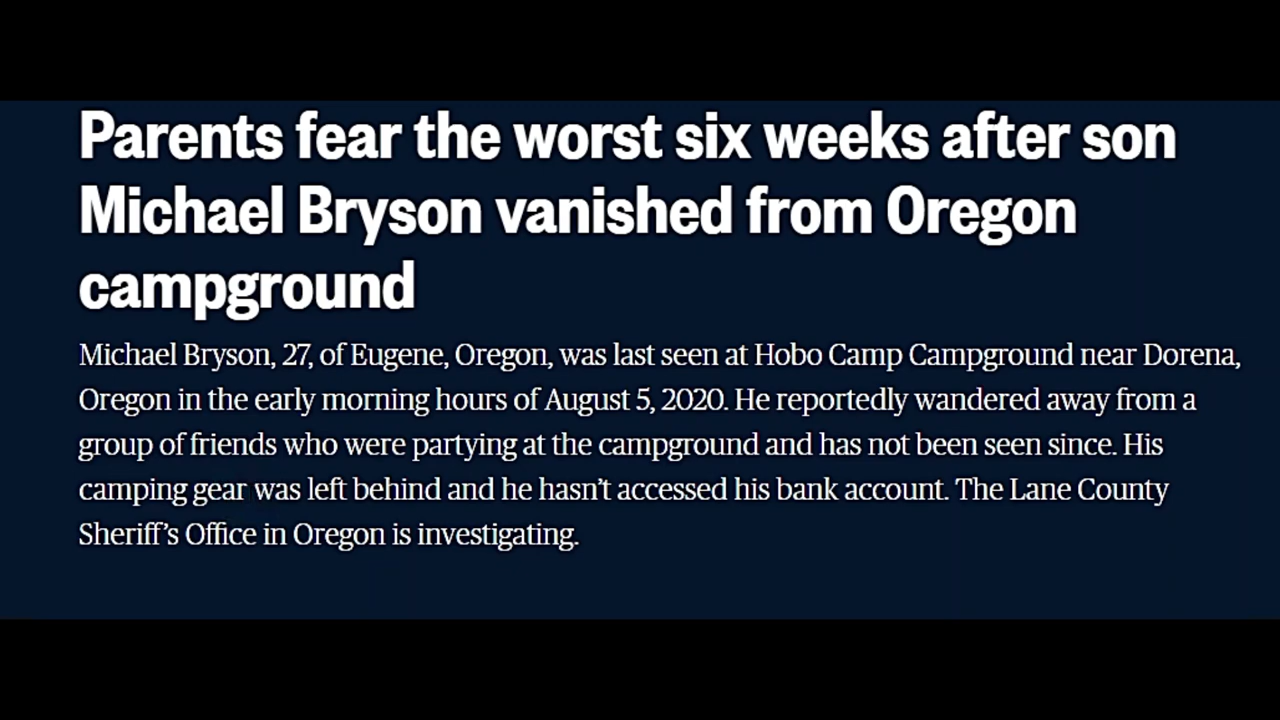 Parents fear the worst six weeks after son
Michael Bryson vanished from Oregon
campground
Michael Bryson, 27, of Eugene, Oregon, was last seen at Hobo Camp Campground near Dorena,
Oregon in the early morning hours of August 5, 2020. He reportedly wandered away from a
group of friends who were partying at the campground and has not been seen since. His
camping gear was left behind and he hasn’t accessed his bank account. The Lane County
Sheriff’s Office in Oregon is investigating.